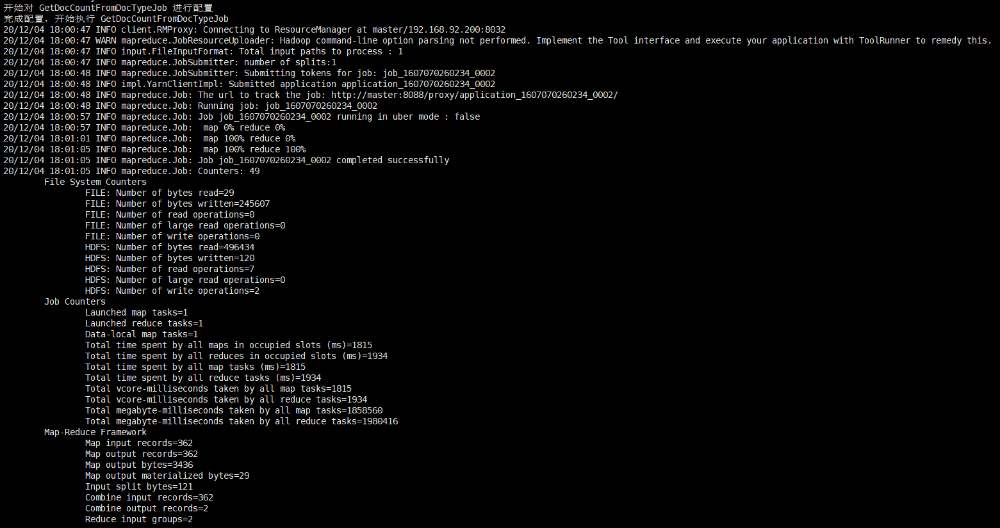 开始对 GetDocCountFromDocTypeJob 进行配置
完成配置，开始执行 GetDocCountFromDocTypeJob
20/12/04 18:00:47 INFO client.RMProxy: Connecting to ResourceManager at master/192.168.92.200:8032
20/12/04 18:00:47 WARN mapreduce.JobResourceUploader: Hadoop command-line option parsing not performed. Implement the Tool interface and execute your application with ToolRunner to remedy this.
20/12/04 18:00:47 INFO input.FileInputFormat: Total input paths to process : 1
20/12/04 18:00:47 INFO mapreduce.JobSubmitter: number of splits:1
20/12/04 18:00:48 INFO mapreduce.JobSubmitter: Submitting tokens for job: job_1607070260234_0002
20/12/04 18:00:48 INFO impl.YarnClientImpl: Submitted application application_1607070260234_0002
20/12/04 18:00:48 INFO mapreduce.Job: The url to track the job: http://master:8088/proxy/application_1607070260234_0002/
20/12/04 18:00:48 INFO mapreduce.Job: Running job: job_1607070260234_0002
20/12/04 18:00:57 INFO mapreduce.Job: Job job_1607070260234_0002 running in uber mode : false
20/12/04 18:00:57 INFO mapreduce.Job:  map 0% reduce 0%
20/12/04 18:01:01 INFO mapreduce.Job:  map 100% reduce 0%
20/12/04 18:01:05 INFO mapreduce.Job:  map 100% reduce 100%
20/12/04 18:01:05 INFO mapreduce.Job: Job job_1607070260234_0002 completed successfully
20/12/04 18:01:05 INFO mapreduce.Job: Counters: 49
File System Counters
FILE: Number of bytes read=29
FILE: Number of bytes written=245607
FILE: Number of read operations=0
FILE: Number of large read operations=0
FILE: Number of write operations=0
HDFS: Number of bytes read=496434
HDFS: Number of bytes written=120
HDFS: Number of read operations=7
HDFS: Number of large read operations=0
HDFS: Number of write operations=2
Job Counters
Launched map tasks=1
Launched reduce tasks=1
Data-local map tasks=1
Total time spent by all maps in occupied slots (ms)=1815
Total time spent by all reduces in occupied slots (ms)=1934
Total time spent by all map tasks (ms)=1815
Total time spent by all reduce tasks (ms)=1934
Total vcore-milliseconds taken by all map tasks=1815
Total vcore-milliseconds taken by all reduce tasks=1934
Total megabyte-milliseconds taken by all map tasks=1858560
Total megabyte-milliseconds taken by all reduce tasks=1980416
Map-Reduce Framework
Map input records=362
Map output records=362
Map output bytes=3436
Map output materialized bytes=29
Input split bytes=121
Combine input records=362
Combine output records=2
Reduce input groups=2